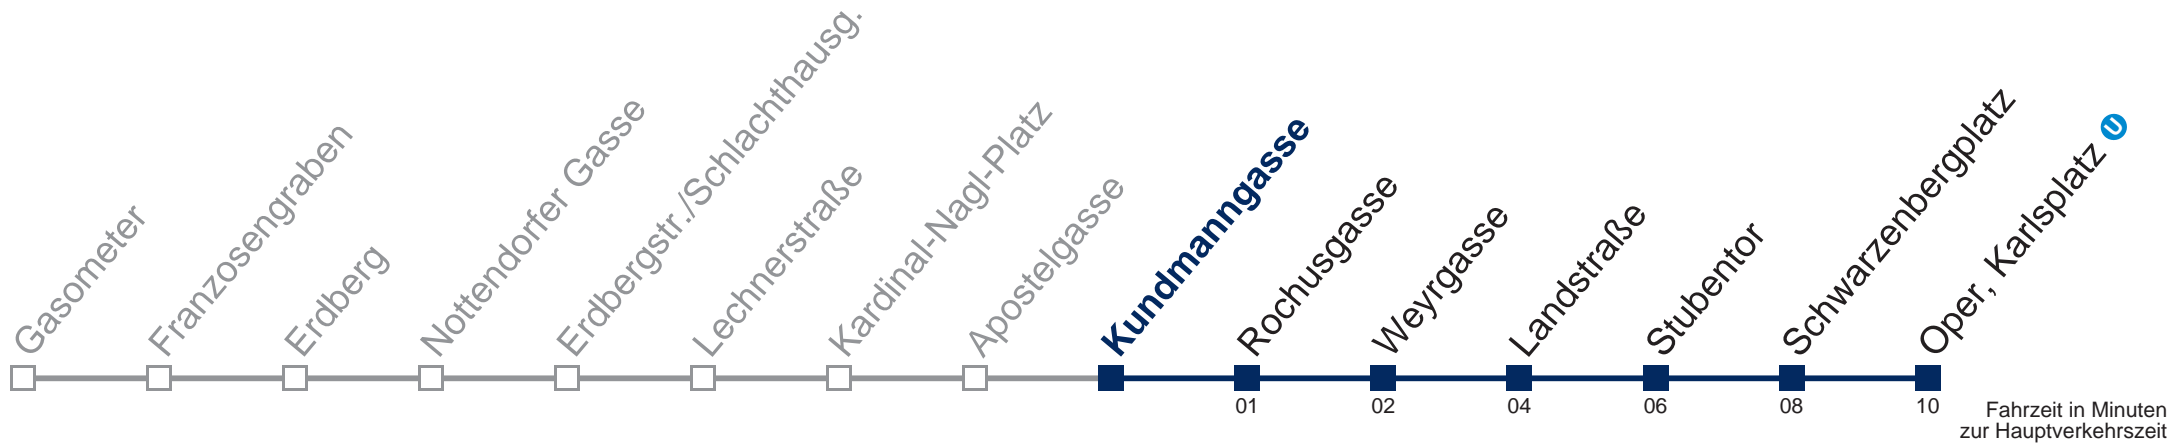 Gasometer
Franzosengraben
Erdberg
Nottendorfer Gasse
Erdbergstr./Schlachthausg.
Lechnerstraße
Kardinal-Nagl-Platz
Apostelgasse
Kundmanngasse
Rochusgasse
Weyrgasse
Landstraße
Stubentor
Schwarzenbergplatz
Oper, Karlsplatz U
01
02
04
06
08
10
Fahrzeit in Minuten
zur Hauptverkehrszeit